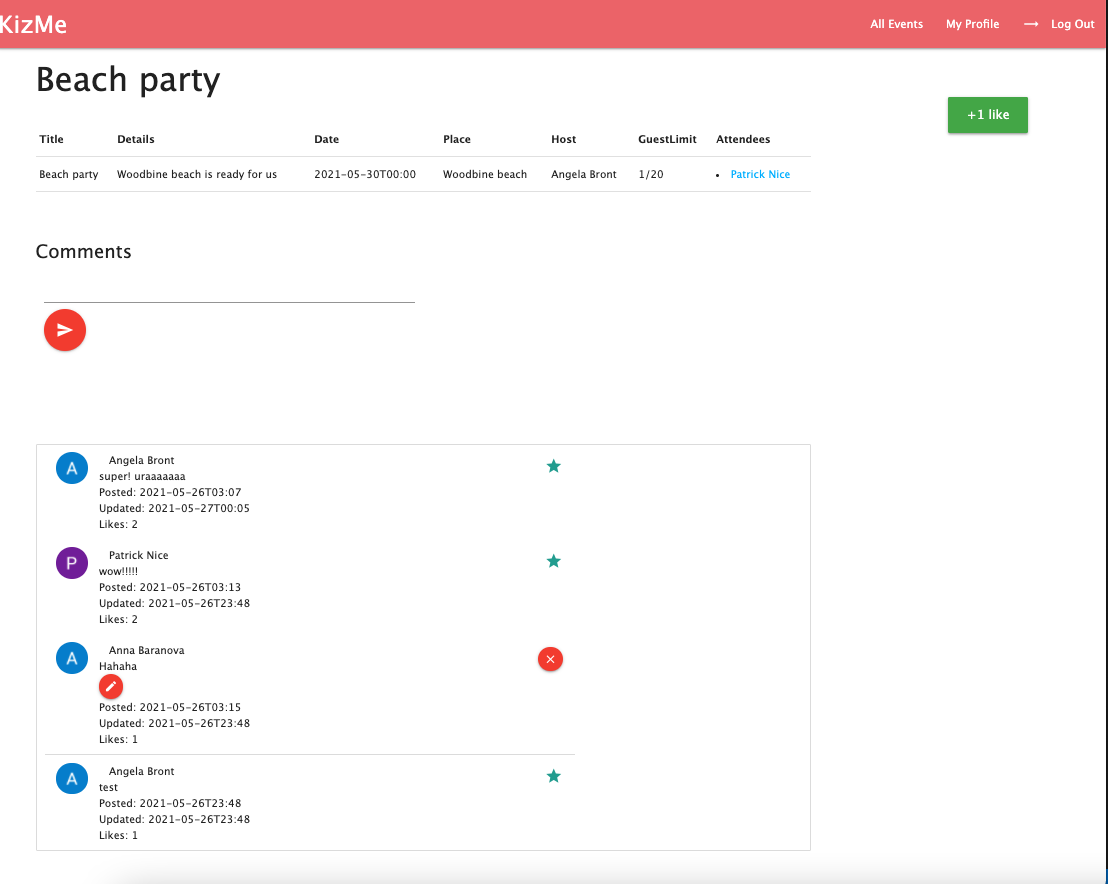 KizMe
All Events My Profile → Log Out
Beach party
+1 like
Title Details Date Place Host GuestLimit Attendees
Beach party Woodbine beach is ready for us 2021-05-30T00:00 Woodbine beach Angela Bront 1/20 • Patrick Nice
Comments
A Angela Bront
super! uraaaaaaa
Posted: 2021-05-26T03:07
Updated: 2021-05-27T00:05
Likes: 2
P Patrick Nice
wow!!!!!
Posted: 2021-05-26T03:13
Updated: 2021-05-26T23:48
Likes: 2
A Anna Baranova
Hahaha
Posted: 2021-05-26T03:15
Updated: 2021-05-26T23:48
Likes: 1
A Angela Bront
test
Posted: 2021-05-26T23:48
Updated: 2021-05-26T23:48
Likes: 1